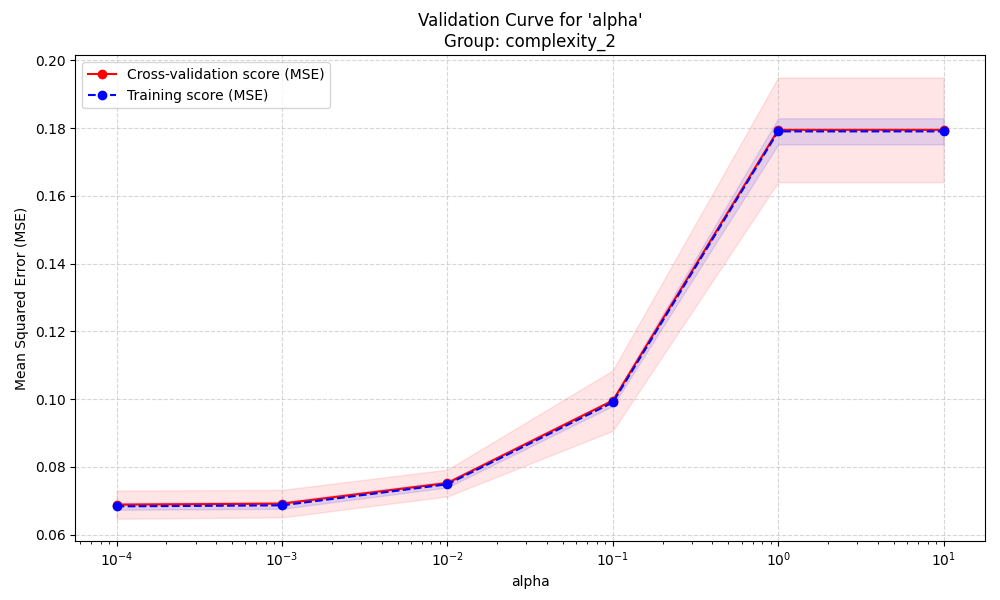 Validation Curve for 'alpha'
Group: complexity_2
Cross-validation score (MSE)
Training score (MSE)
Mean Squared Error (MSE)
0.20
0.18
0.16
0.14
0.12
0.10
0.08
0.06
10⁻⁴ 10⁻³ 10⁻² 10⁻¹ 10⁰ 10¹
alpha